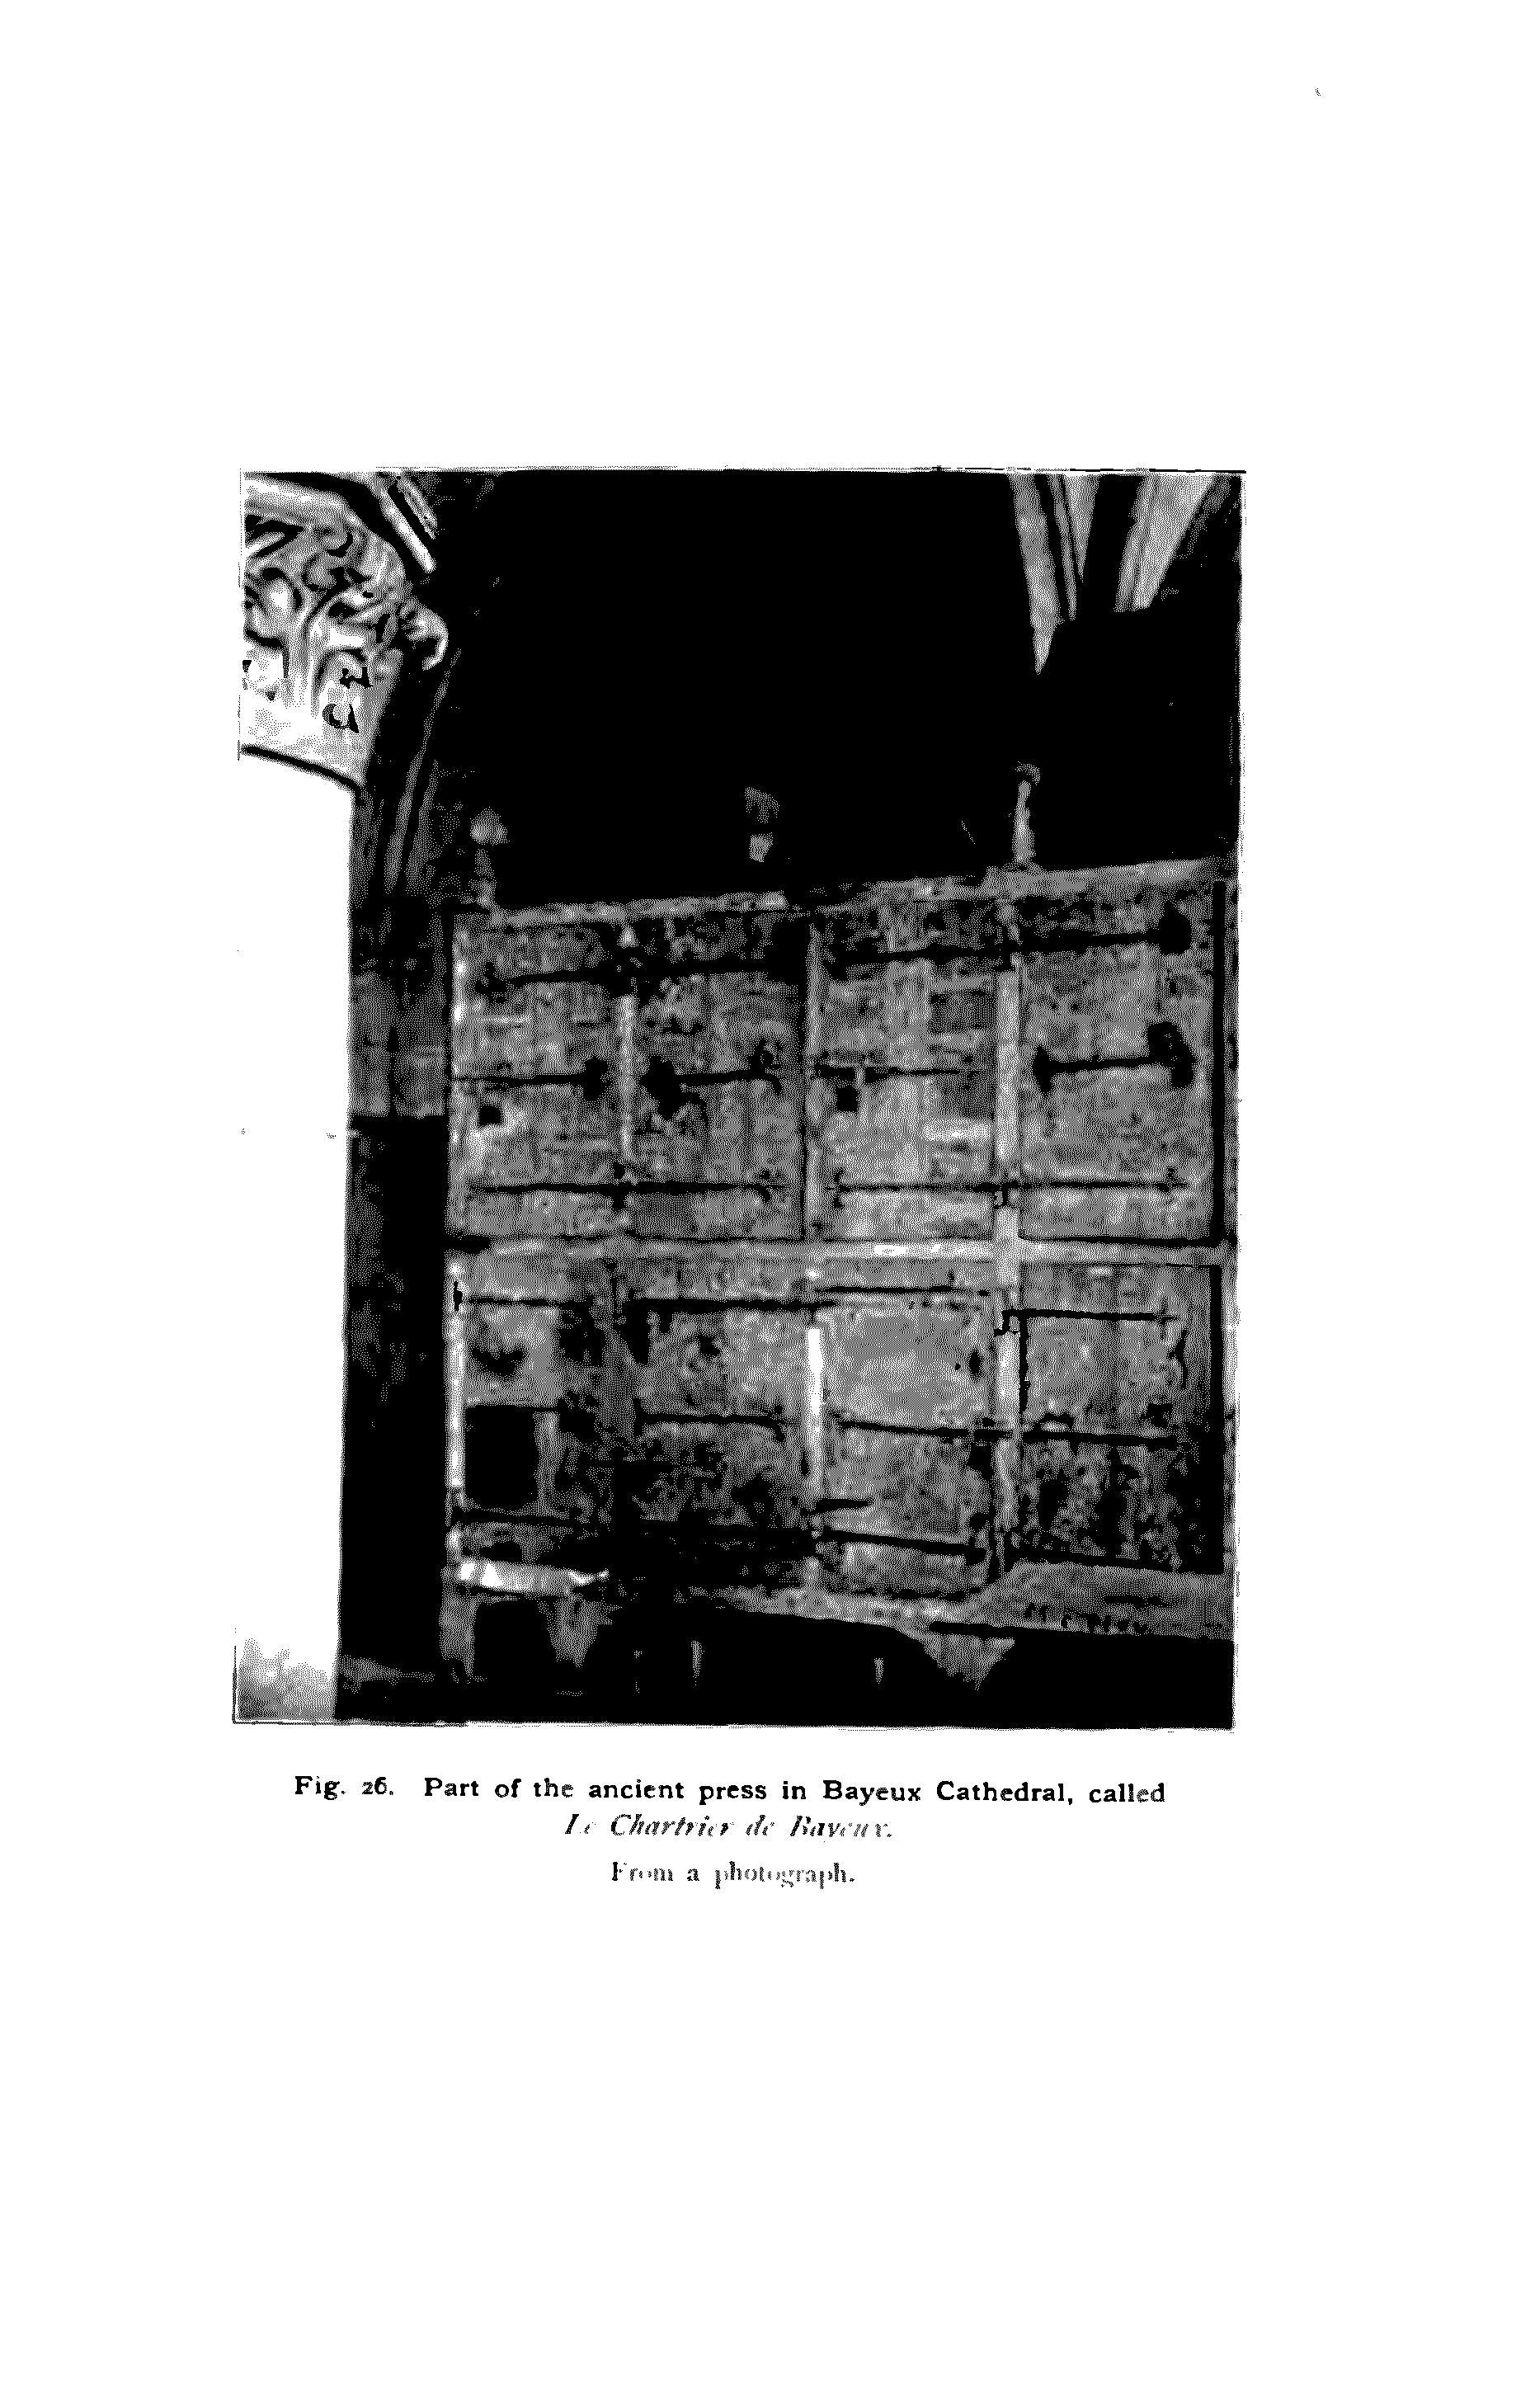 Fig. 26. Part of the ancient press in Bayeux Cathedral, called
Le Chartrier de Bayeux.
From a photograph.